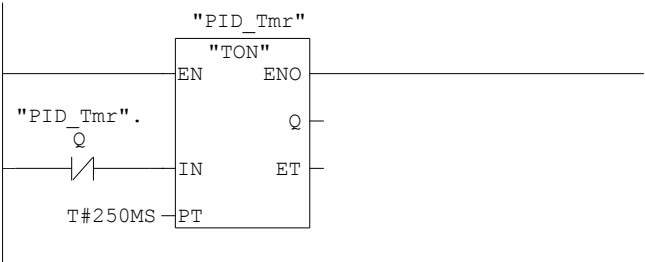 "PID_Tmr"
"TON"
EN ENO
"PID_Tmr".
Q
Q
IN ET
T#250MS PT